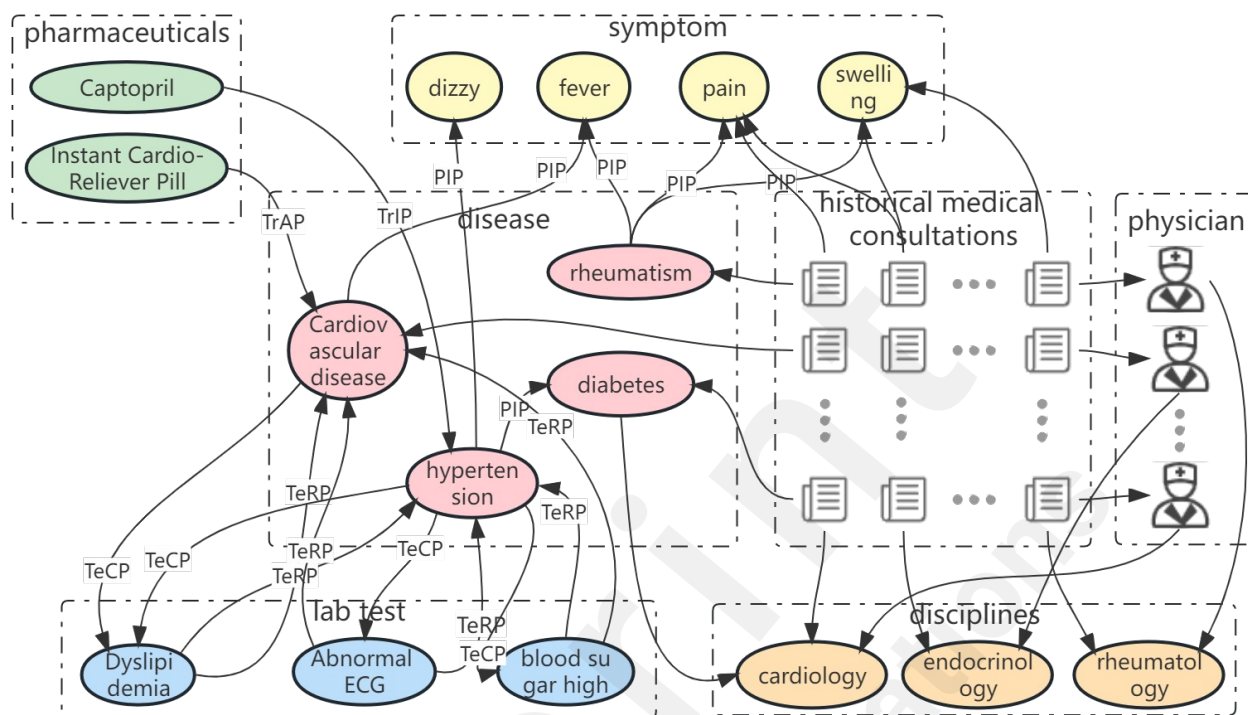 pharmaceuticals
Captopril
Instant Cardio-
Reliever Pill
symptom
dizzy
fever
pain
swelli
ng
PIP
PIP
PIP
PIP
PIP
TrAP
TrIP
disease
rheumatism
Cardiov
ascular
disease
diabetes
PIP
TeRP
hyperten
sion
TeRP
TeRP
TeRP
TeCP
TeCP
TeCP
TeRP
TeRP
TeCP
historical medical
consultations
physician
lab test
Dyslipi
demia
Abnormal
ECG
blood su
gar high
disciplines
cardiology
endocrinol
ogy
rheumatol
ogy